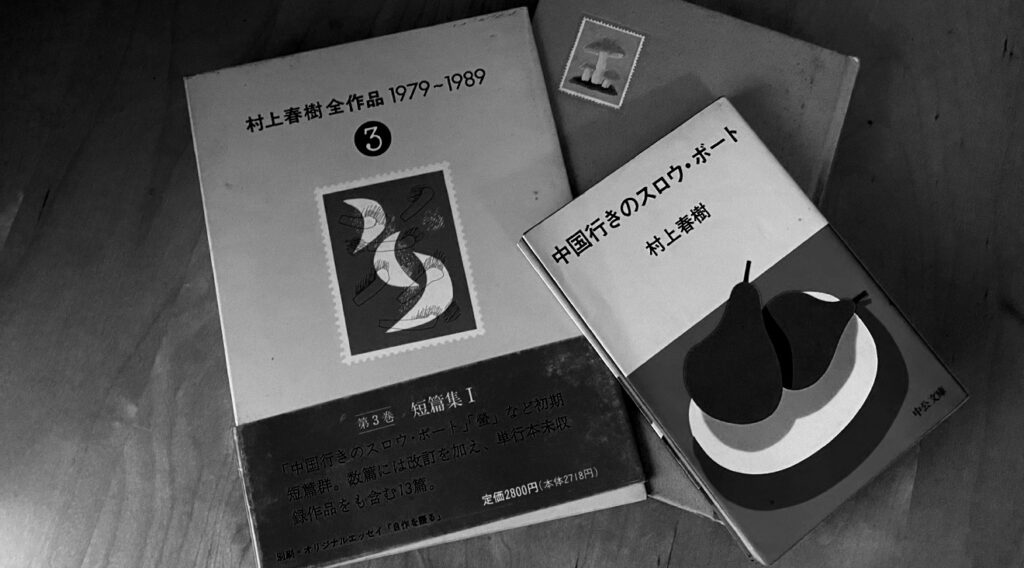 村上春樹 全作品 1979~1989
3
第3巻 短篇集Ⅰ
「中国行きのスロウ・ボート」「螢」など初期
短篇群。数篇には改訂を加え、単行本未収
録作品をも含む13篇。
定価2800円(本体2718円)
別刷・オリジナルエッセイ「自作を語る」
中国行きのスロウ・ボート
村上春樹
中公文庫